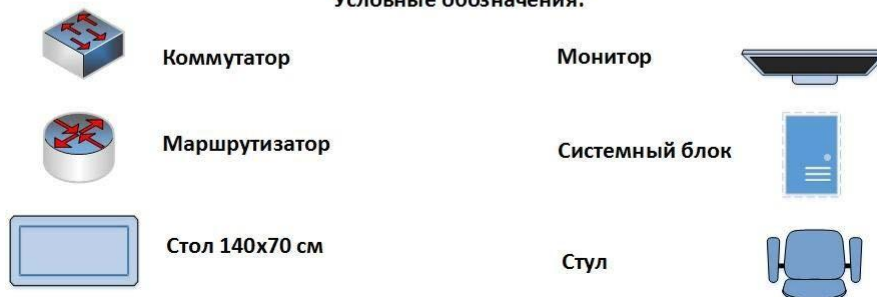 Условные обозначения:
Коммутатор
Монитор
Маршрутизатор
Системный блок
Стол 140х70 см
Стул